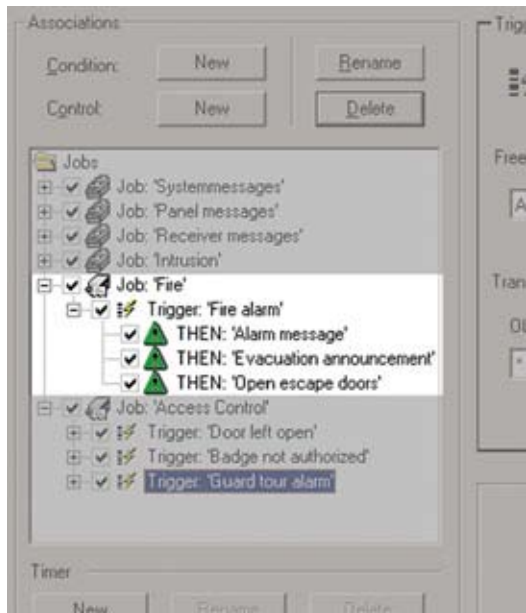 Associations
Condition: New Rename
Control: New Delete
Jobs
Job: 'Systemmessages'
Job: 'Panel messages'
Job: 'Receiver messages'
Job: 'Intrusion'
Job: 'Fire'
Trigger: 'Fire alarm'
THEN: 'Alarm message'
THEN: 'Evacuation announcement'
THEN: 'Open escape doors'
Job: 'Access Control'
Trigger: 'Door left open'
Trigger: 'Badge not authorized'
Trigger: 'Guard tour alarm'
Timer
New Rename Delete
Trigg
Free
A
Tran
*